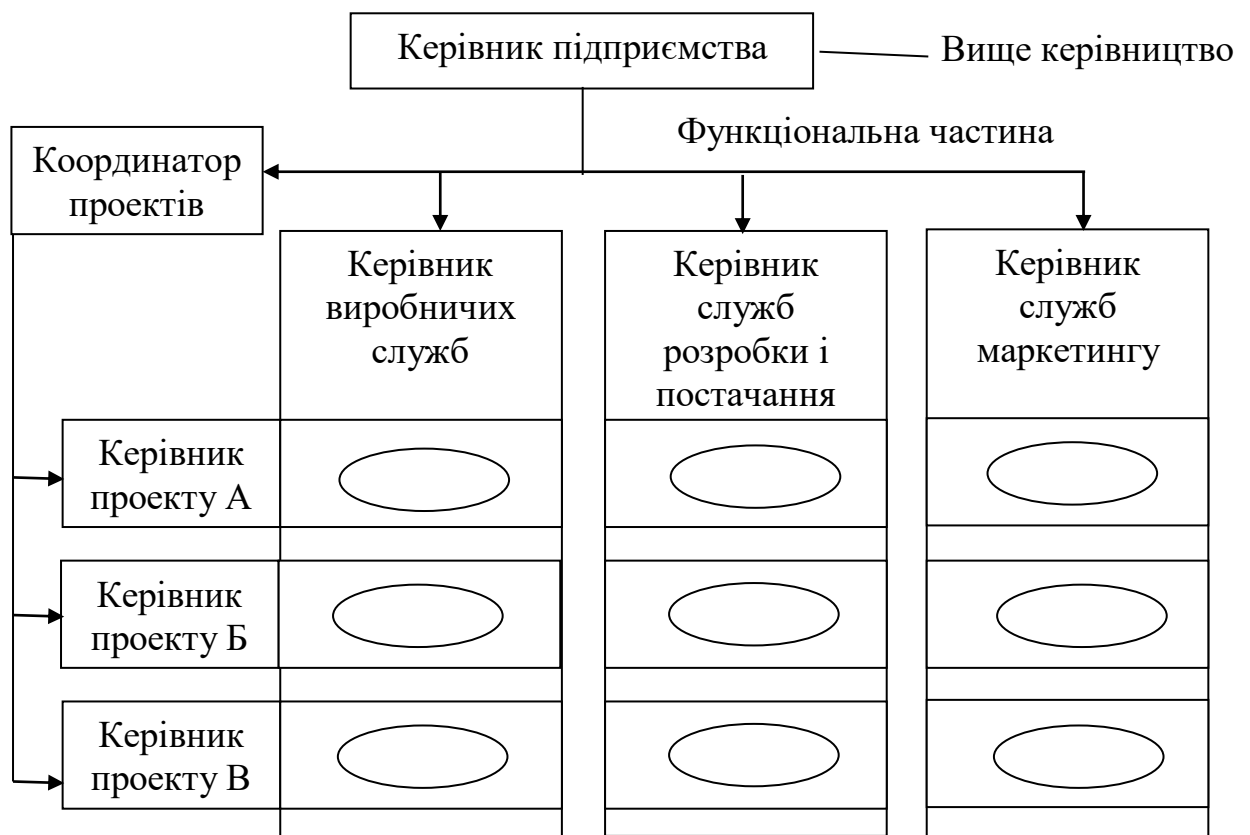 Керівник підприємства
Вище керівництво
Функціональна частина
Координатор
проектів
Керівник
виробничих
служб
Керівник
служб
розробки і
постачання
Керівник
служб
маркетингу
Керівник
проекту А
Керівник
проекту Б
Керівник
проекту В